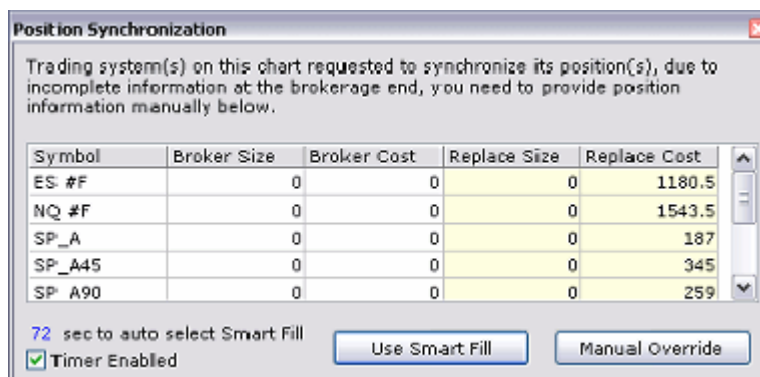 Position Synchronization
Trading system(s) on this chart requested to synchronize its position(s), due to
incomplete information at the brokerage end, you need to provide position
information manually below.
Symbol Broker Size Broker Cost Replace Size Replace Cost
ES #F 0 0 0 1180.5
NQ #F 0 0 0 1543.5
SP_A 0 0 0 187
SP_A45 0 0 0 345
SP_A90 0 0 0 259
72 sec to auto select Smart Fill
Timer Enabled
Use Smart Fill
Manual Override